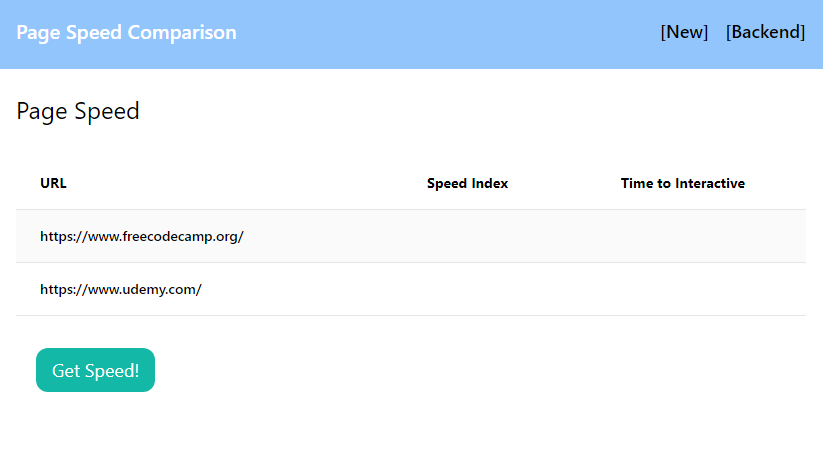 Page Speed Comparison [New] [Backend]
Page Speed
URL Speed Index Time to Interactive
https://www.freecodecamp.org/
https://www.udemy.com/
Get Speed!